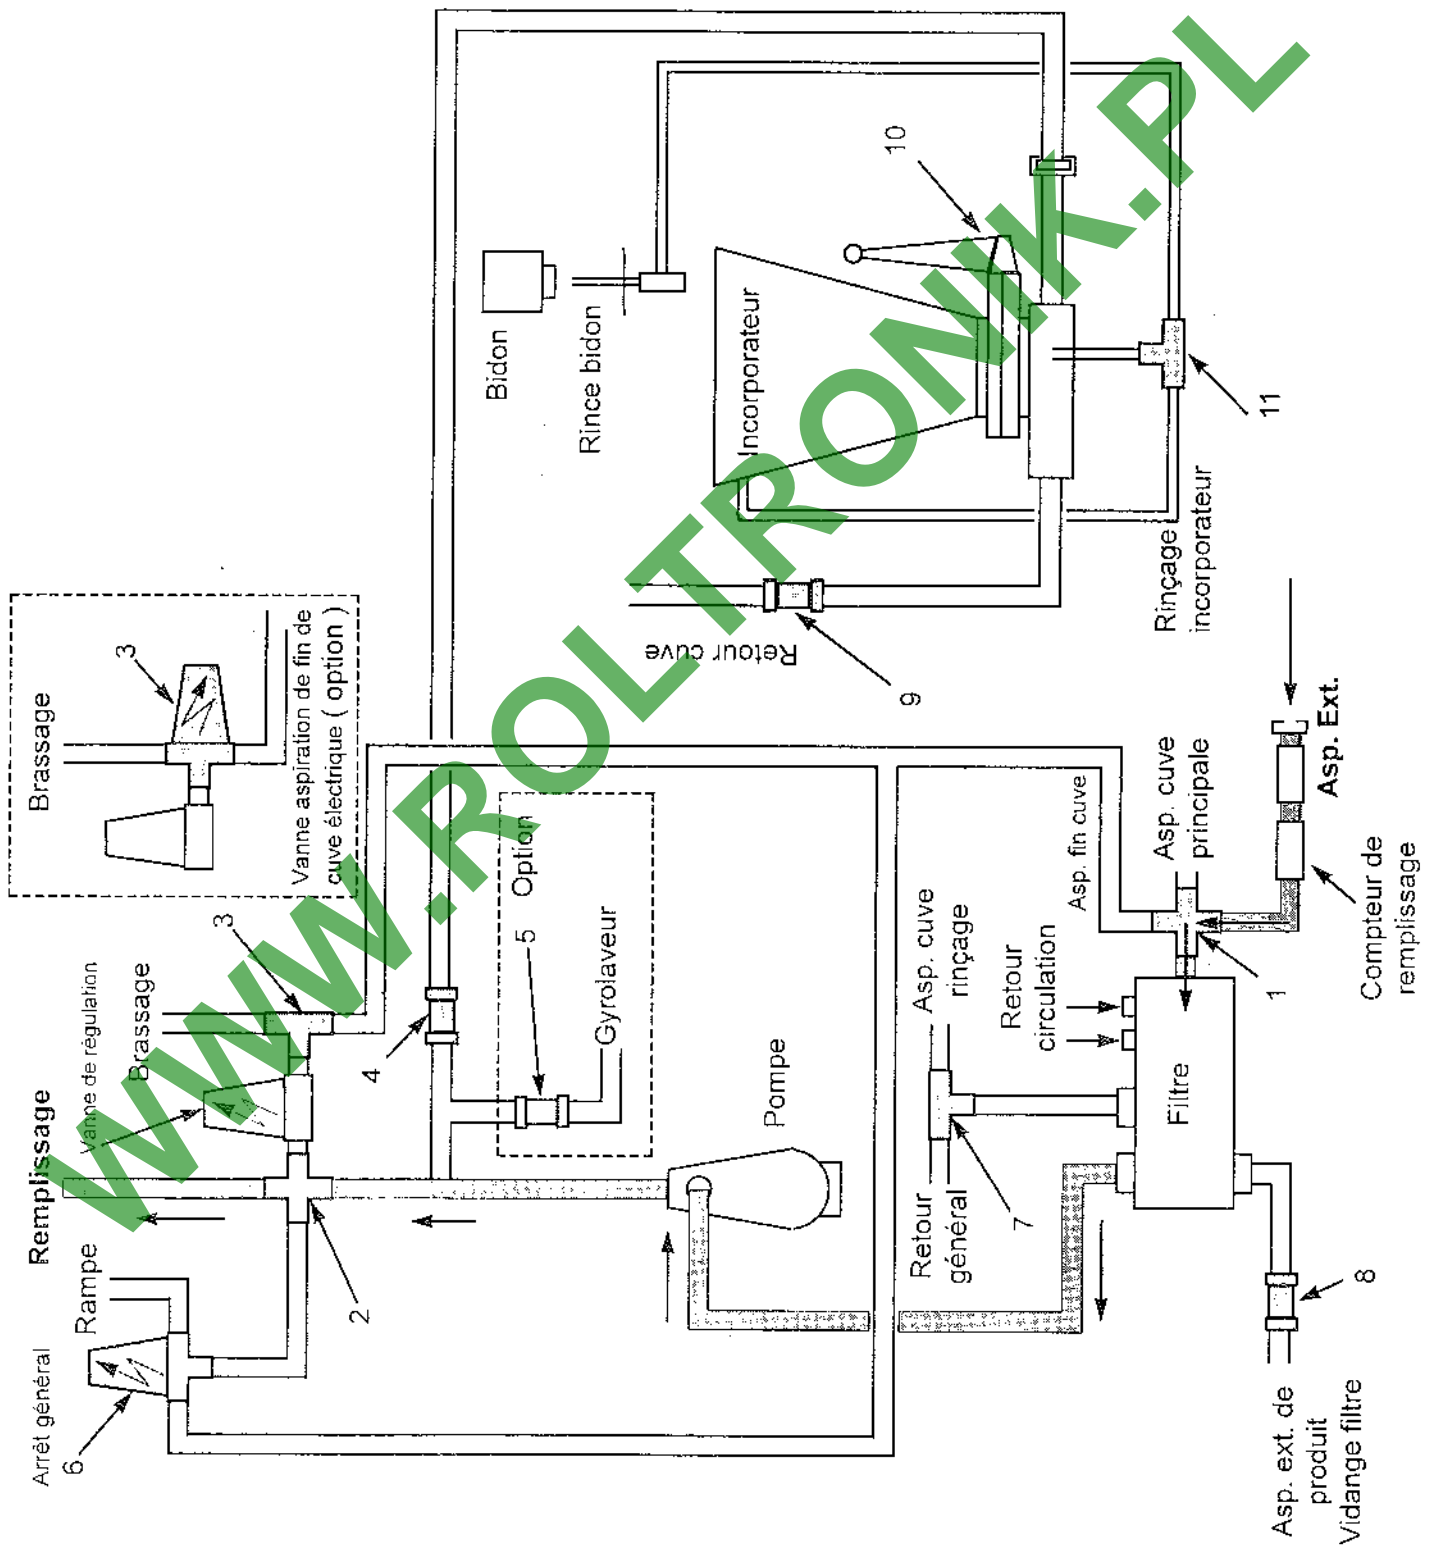 Arrêt général
6
Rampe
Remplissage
Vanne de régulation
Brassage
3
2
4
Brassage
3
Vanne aspiration de fin de
cuve électrique ( option )
Option
5
Gyrolaveur
Pompe
Bidon
Rince bidon
Incorporateur
10
11
Rinçage
incorporateur
Retour cuve
9
Asp. cuve
rinçage
Retour
général
7
Retour
circulation
Asp. fin cuve
Asp. cuve
principale
Filtre
1
Asp. Ext.
Compteur de
remplissage
8
Asp. ext. de
produit
Vidange filtre
WWW.ROLTRONIK.PL